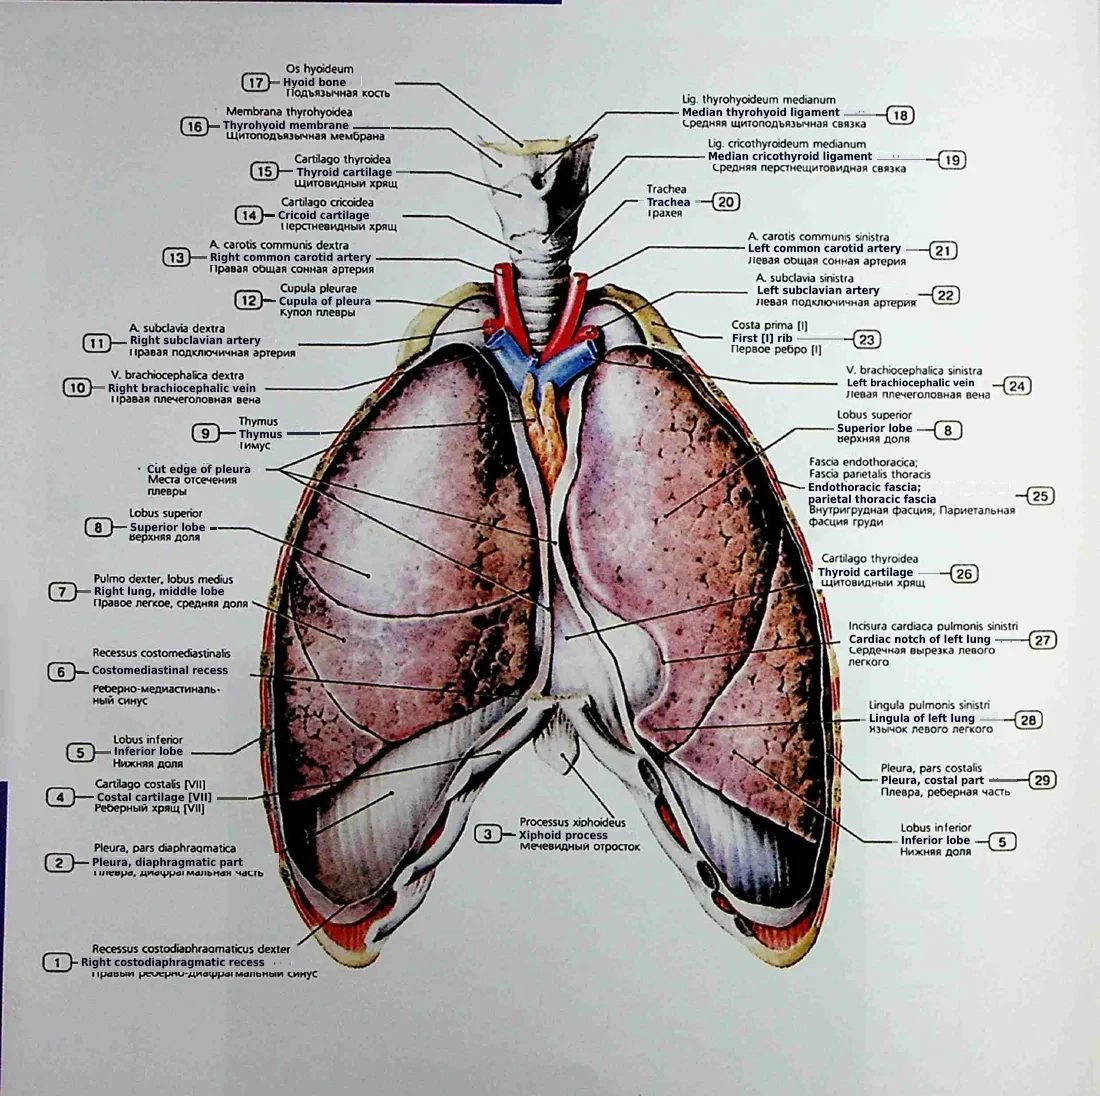 17
Os hyoideum
Hyoid bone
Подъязычная кость
16
Membrana thyrohyoidea
Thyrohyoid membrane
Щитоподъязычная мембрана
15
Cartilago thyroidea
Thyroid cartilage
Щитовидный хрящ
14
Cartilago cricoidea
Cricoid cartilage
Перстневидный хрящ
13
A. carotis communis dextra
Right common carotid artery
Правая общая сонная артерия
12
Cupula pleurae
Cupula of pleura
Купол плевры
11
A. subclavia dextra
Right subclavian artery
Правая подключичная артерия
10
V. brachiocephalica dextra
Right brachiocephalic vein
Правая плечеголовная вена
9
Thymus
Thymus
Тимус
Cut edge of pleura
Места отсечения
плевры
8
Lobus superior
Superior lobe
Верхняя доля
7
Pulmo dexter, lobus medius
Right lung, middle lobe
Правое легкое, средняя доля
6
Recessus costomediastinalis
Costomediastinal recess
Реберно-медиастиналь-
ный синус
5
Lobus inferior
Inferior lobe
Нижняя доля
4
Cartilago costalis [VII]
Costal cartilage [VII]
Реберный хрящ [VII]
2
Pleura, pars diaphragmatica
Pleura, diaphragmatic part
Плевра, диафрагмальная часть
1
Recessus costodiaphragmaticus dexter
Right costodiaphragmatic recess
Правый реберно-диафрагмальный синус
3
Processus xiphoideus
Xiphoid process
Мечевидный отросток
Lig. thyrohyoideum medianum
Median thyrohyoid ligament
Средняя щитоподъязычная связка
18
Lig. cricothyroideum medianum
Median cricothyroid ligament
Средняя перстнещитовидная связка
19
Trachea
Trachea
Трахея
20
A. carotis communis sinistra
Left common carotid artery
Левая общая сонная артерия
21
A. subclavia sinistra
Left subclavian artery
Левая подключичная артерия
22
Costa prima [I]
First [I] rib
Первое ребро [I]
23
V. brachiocephalica sinistra
Left brachiocephalic vein
Левая плечеголовная вена
24
Lobus superior
Superior lobe
Верхняя доля
8
Fascia endothoracica;
Fascia parietalis thoracis
Endothoracic fascia;
parietal thoracic fascia
Внутригрудная фасция; Париетальная
фасция груди
25
Cartilago thyroidea
Thyroid cartilage
Щитовидный хрящ
26
Incisura cardiaca pulmonis sinistri
Cardiac notch of left lung
Сердечная вырезка левого
легкого
27
Lingula pulmonis sinistri
Lingula of left lung
Язычок левого легкого
28
Pleura, pars costalis
Pleura, costal part
Плевра, реберная часть
29
Lobus inferior
Inferior lobe
Нижняя доля
5